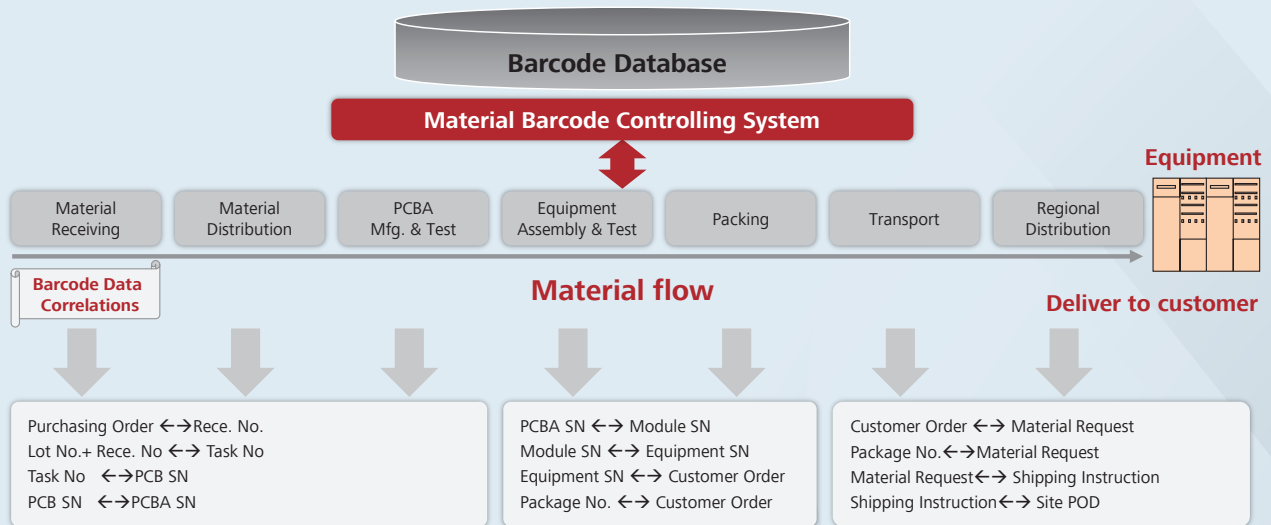 Barcode Database
Material Barcode Controlling System
Equipment
Material
Receiving
Material
Distribution
PCBA
Mfg. & Test
Equipment
Assembly & Test
Packing
Transport
Regional
Distribution
Barcode Data
Correlations
Material flow
Deliver to customer
Purchasing Order ←→Rece. No.
Lot No.+ Rece. No ←→ Task No
Task No ←→PCB SN
PCB SN ←→PCBA SN
PCBA SN ←→ Module SN
Module SN ←→ Equipment SN
Equipment SN ←→ Customer Order
Package No. ←→ Customer Order
Customer Order ←→ Material Request
Package No.←→Material Request
Material Request←→ Shipping Instruction
Shipping Instruction←→ Site POD